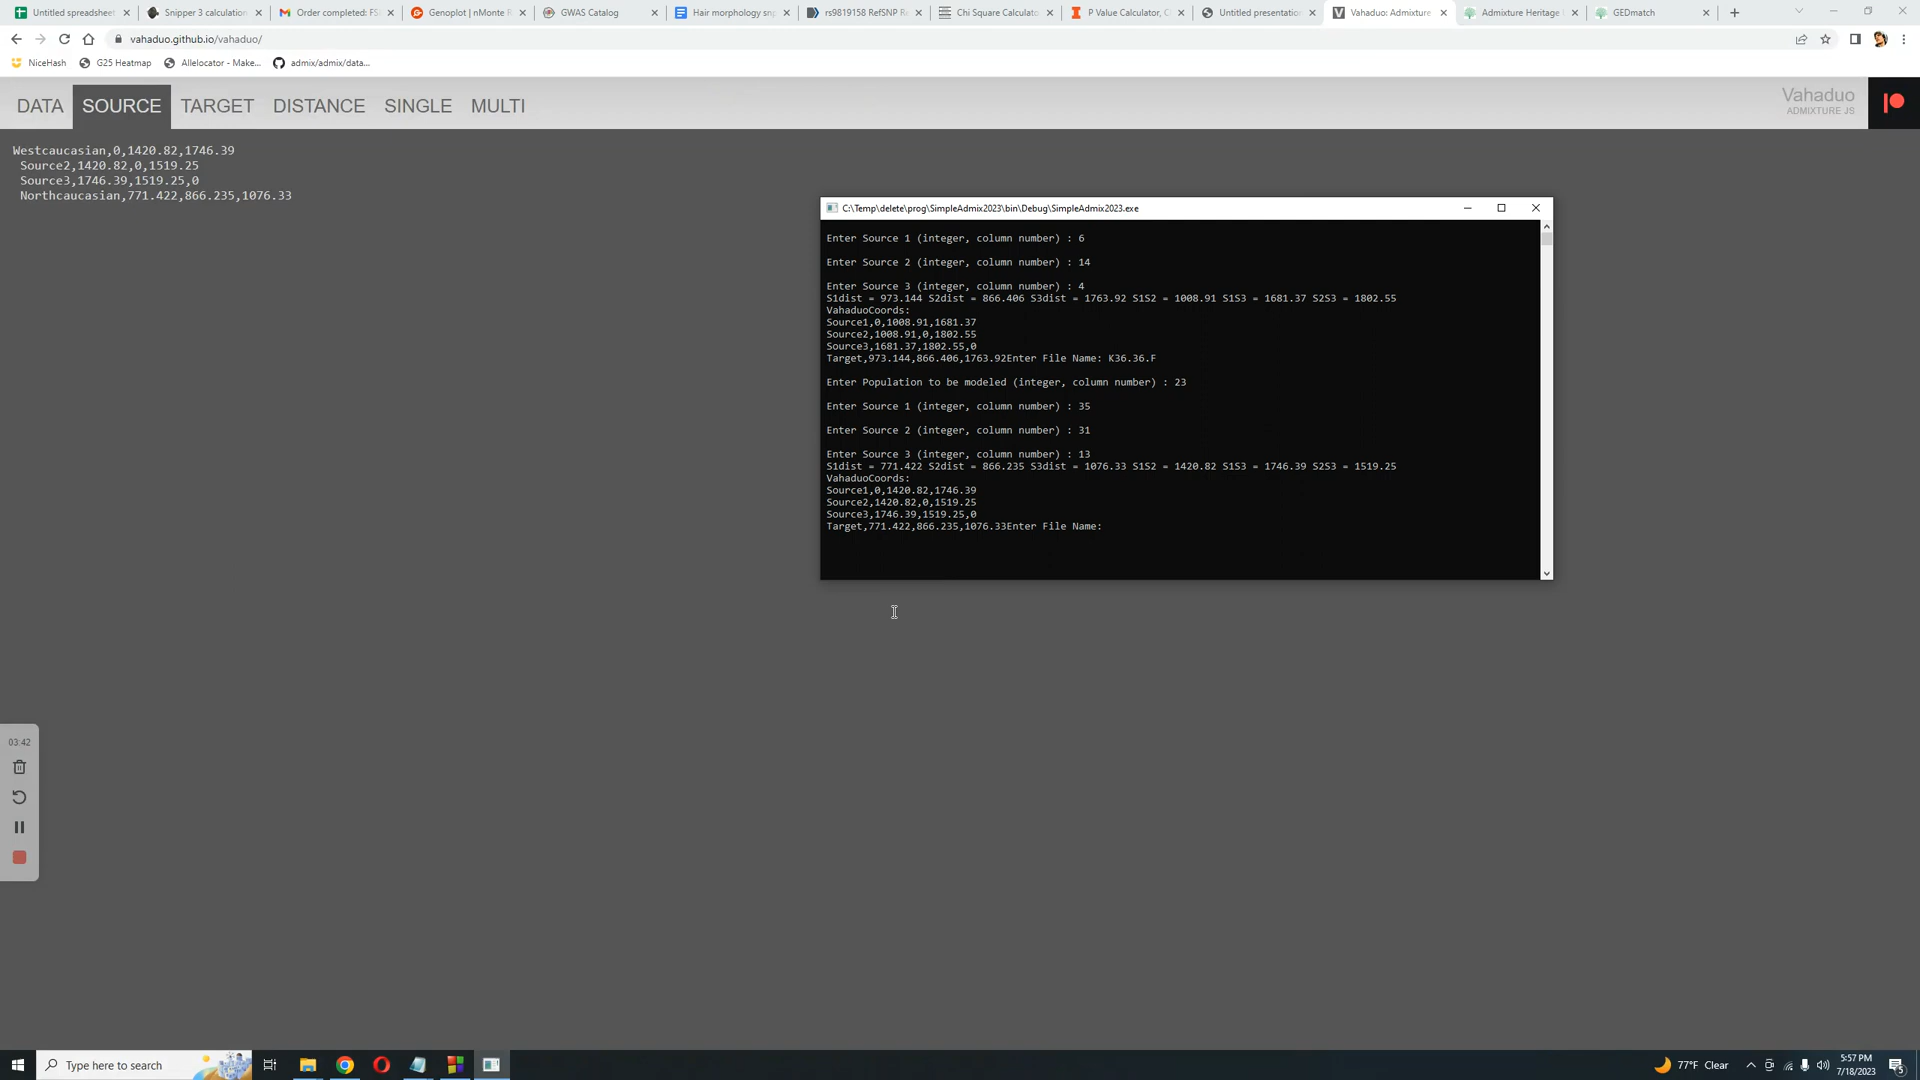 Untitled spreadsheet
Snipper 3 calculation
Order completed: FS
Genoplot | nMonte R
GWAS Catalog
Hair morphology snp
rs9819158 RefSNP Re
Chi Square Calculato
P Value Calculator, C
Untitled presentation
Vahaduo: Admixture
Admixture Heritage
GEDmatch
vahaduo.github.io/vahaduo/
NiceHash
G25 Heatmap
Allelocator - Make...
admix/admix/data...
DATA
SOURCE
TARGET
DISTANCE
SINGLE
MULTI
Vahaduo
ADMIXTURE JS
Westcaucasian,0,1420.82,1746.39
Source2,1420.82,0,1519.25
Source3,1746.39,1519.25,0
Northcaucasian,771.422,866.235,1076.33
C:\Temp\delete\prog\SimpleAdmix2023\bin\Debug\SimpleAdmix2023.exe
Enter Source 1 (integer, column number) : 6
Enter Source 2 (integer, column number) : 14
Enter Source 3 (integer, column number) : 4
S1dist = 973.144 S2dist = 866.406 S3dist = 1763.92 S1S2 = 1008.91 S1S3 = 1681.37 S2S3 = 1802.55
VahaduoCoords:
Source1,0,1008.91,1681.37
Source2,1008.91,0,1802.55
Source3,1681.37,1802.55,0
Target,973.144,866.406,1763.92Enter File Name: K36.36.F
Enter Population to be modeled (integer, column number) : 23
Enter Source 1 (integer, column number) : 35
Enter Source 2 (integer, column number) : 31
Enter Source 3 (integer, column number) : 13
S1dist = 771.422 S2dist = 866.235 S3dist = 1076.33 S1S2 = 1420.82 S1S3 = 1746.39 S2S3 = 1519.25
VahaduoCoords:
Source1,0,1420.82,1746.39
Source2,1420.82,0,1519.25
Source3,1746.39,1519.25,0
Target,771.422,866.235,1076.33Enter File Name:
03:42
Type here to search
77°F Clear
5:57 PM
7/18/2023
5